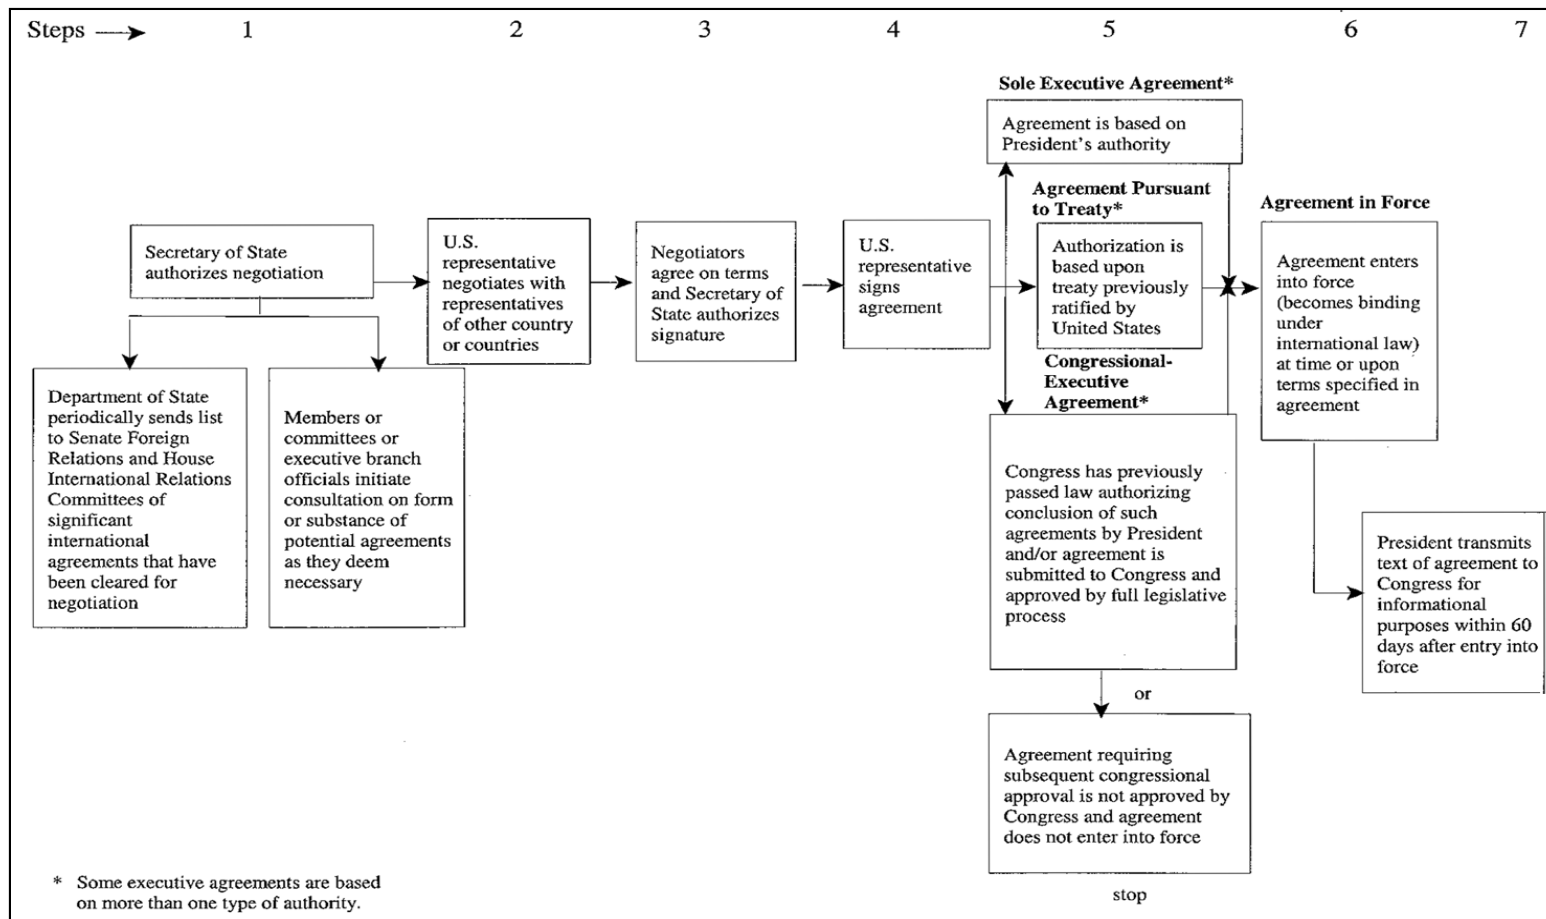 Steps
1
2
3
4
5
6
7
Secretary of State
authorizes negotiation
Department of State
periodically sends list
to Senate Foreign
Relations and House
International Relations
Committees of
significant
international
agreements that have
been cleared for
negotiation
Members or
committees or
executive branch
officials initiate
consultation on form
or substance of
potential agreements
as they deem
necessary
U.S.
representative
negotiates with
representatives
of other country
or countries
Negotiators
agree on terms
and Secretary of
State authorizes
signature
U.S.
representative
signs
agreement
Sole Executive Agreement*
Agreement is based on
President's authority
Agreement Pursuant
to Treaty*
Authorization is
based upon
treaty previously
ratified by
United States
Congressional-
Executive
Agreement*
Congress has previously
passed law authorizing
conclusion of such
agreements by President
and/or agreement is
submitted to Congress and
approved by full legislative
process
or
Agreement requiring
subsequent congressional
approval is not approved by
Congress and agreement
does not enter into force
stop
Agreement in Force
Agreement enters
into force
(becomes binding
under
international law)
at time or upon
terms specified in
agreement
President transmits
text of agreement to
Congress for
informational
purposes within 60
days after entry into
force
* Some executive agreements are based
on more than one type of authority.